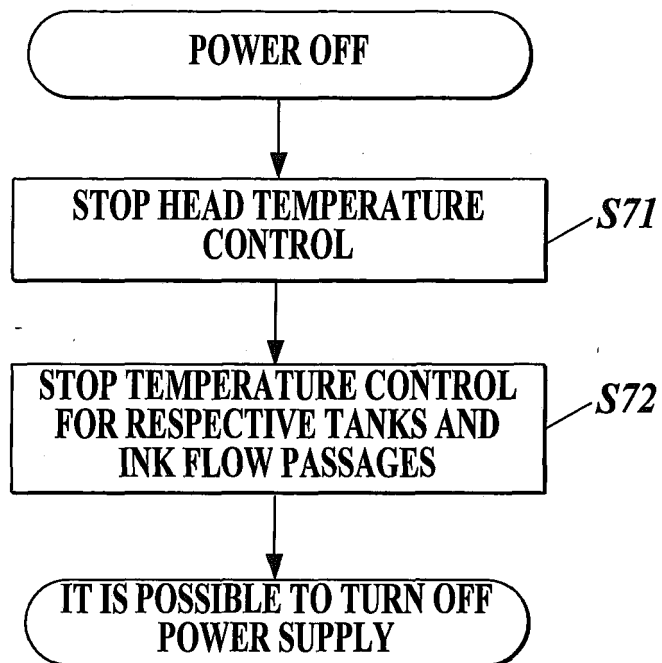 POWER OFF
STOP HEAD TEMPERATURE
CONTROL
S71
STOP TEMPERATURE CONTROL
FOR RESPECTIVE TANKS AND
INK FLOW PASSAGES
S72
IT IS POSSIBLE TO TURN OFF
POWER SUPPLY